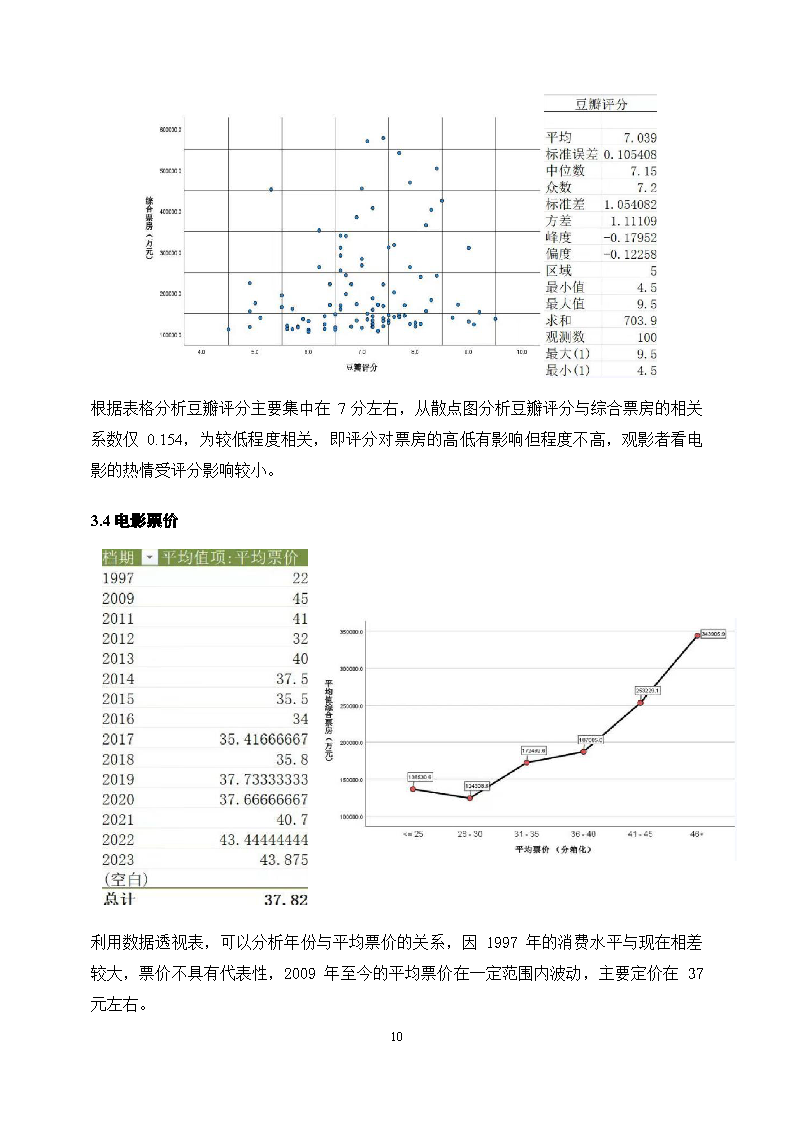 豆瓣评分
600000.0
500000.0
400000.0
300000.0
200000.0
100000.0
综合票房（万元）
4.0 5.0 6.0 7.0 8.0 9.0 10.0
豆瓣评分
平均 7.039
标准误差 0.105408
中位数 7.15
众数 7.2
标准差 1.054082
方差 1.11109
峰度 -0.17952
偏度 -0.12258
区域 5
最小值 4.5
最大值 9.5
求和 703.9
观测数 100
最大(1) 9.5
最小(1) 4.5
根据表格分析豆瓣评分主要集中在 7 分左右，从散点图分析豆瓣评分与综合票房的相关
系数仅 0.154，为较低程度相关，即评分对票房的高低有影响但程度不高，观影者看电
影的热情受评分影响较小。
3.4 电影票价
档期 平均值项:平均票价
1997 22
2009 45
2011 41
2012 32
2013 40
2014 37.5
2015 35.5
2016 34
2017 35.41666667
2018 35.8
2019 37.73333333
2020 37.66666667
2021 40.7
2022 43.44444444
2023 43.875
(空白)
总计 37.82
350000.0
300000.0
250000.0
200000.0
150000.0
100000.0
平均值综合票房（万元）
<= 25 26 - 30 31 - 35 36 - 40 41 - 45 46+
平均票价（分箱化）
利用数据透视表，可以分析年份与平均票价的关系，因 1997 年的消费水平与现在相差
较大，票价不具有代表性，2009 年至今的平均票价在一定范围内波动，主要定价在 37
元左右。
10